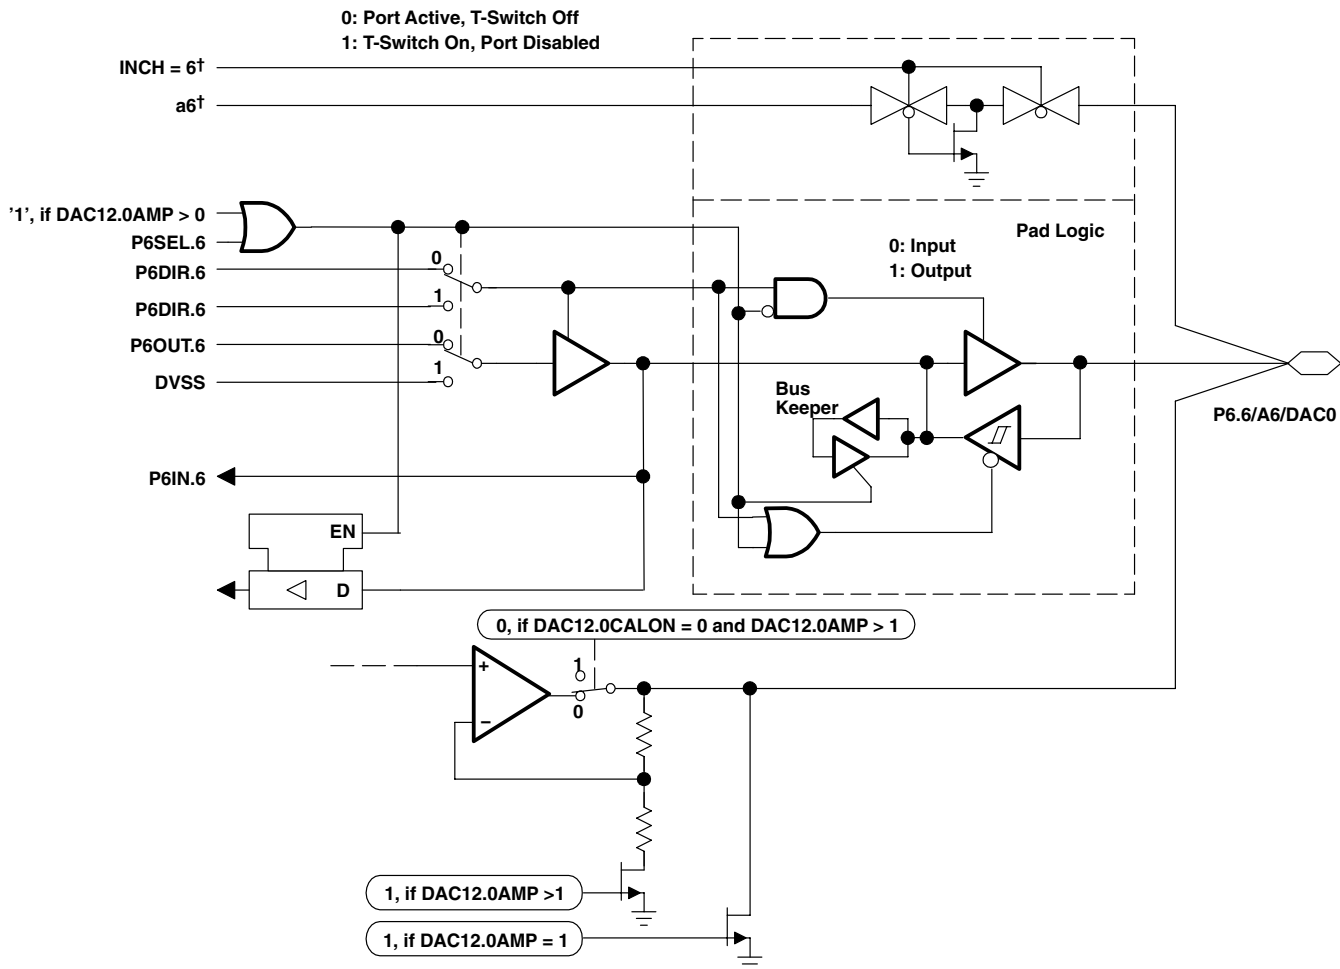 0: Port Active, T-Switch Off
1: T-Switch On, Port Disabled
INCH = 6†
a6†
'1', if DAC12.0AMP > 0
P6SEL.6
P6DIR.6
0
P6DIR.6
1
P6OUT.6
0
DVSS
1
Pad Logic
0: Input
1: Output
Bus
Keeper
P6.6/A6/DAC0
P6IN.6
EN
D
0, if DAC12.0CALON = 0 and DAC12.0AMP > 1
+
−
1
0
1, if DAC12.0AMP >1
1, if DAC12.0AMP = 1